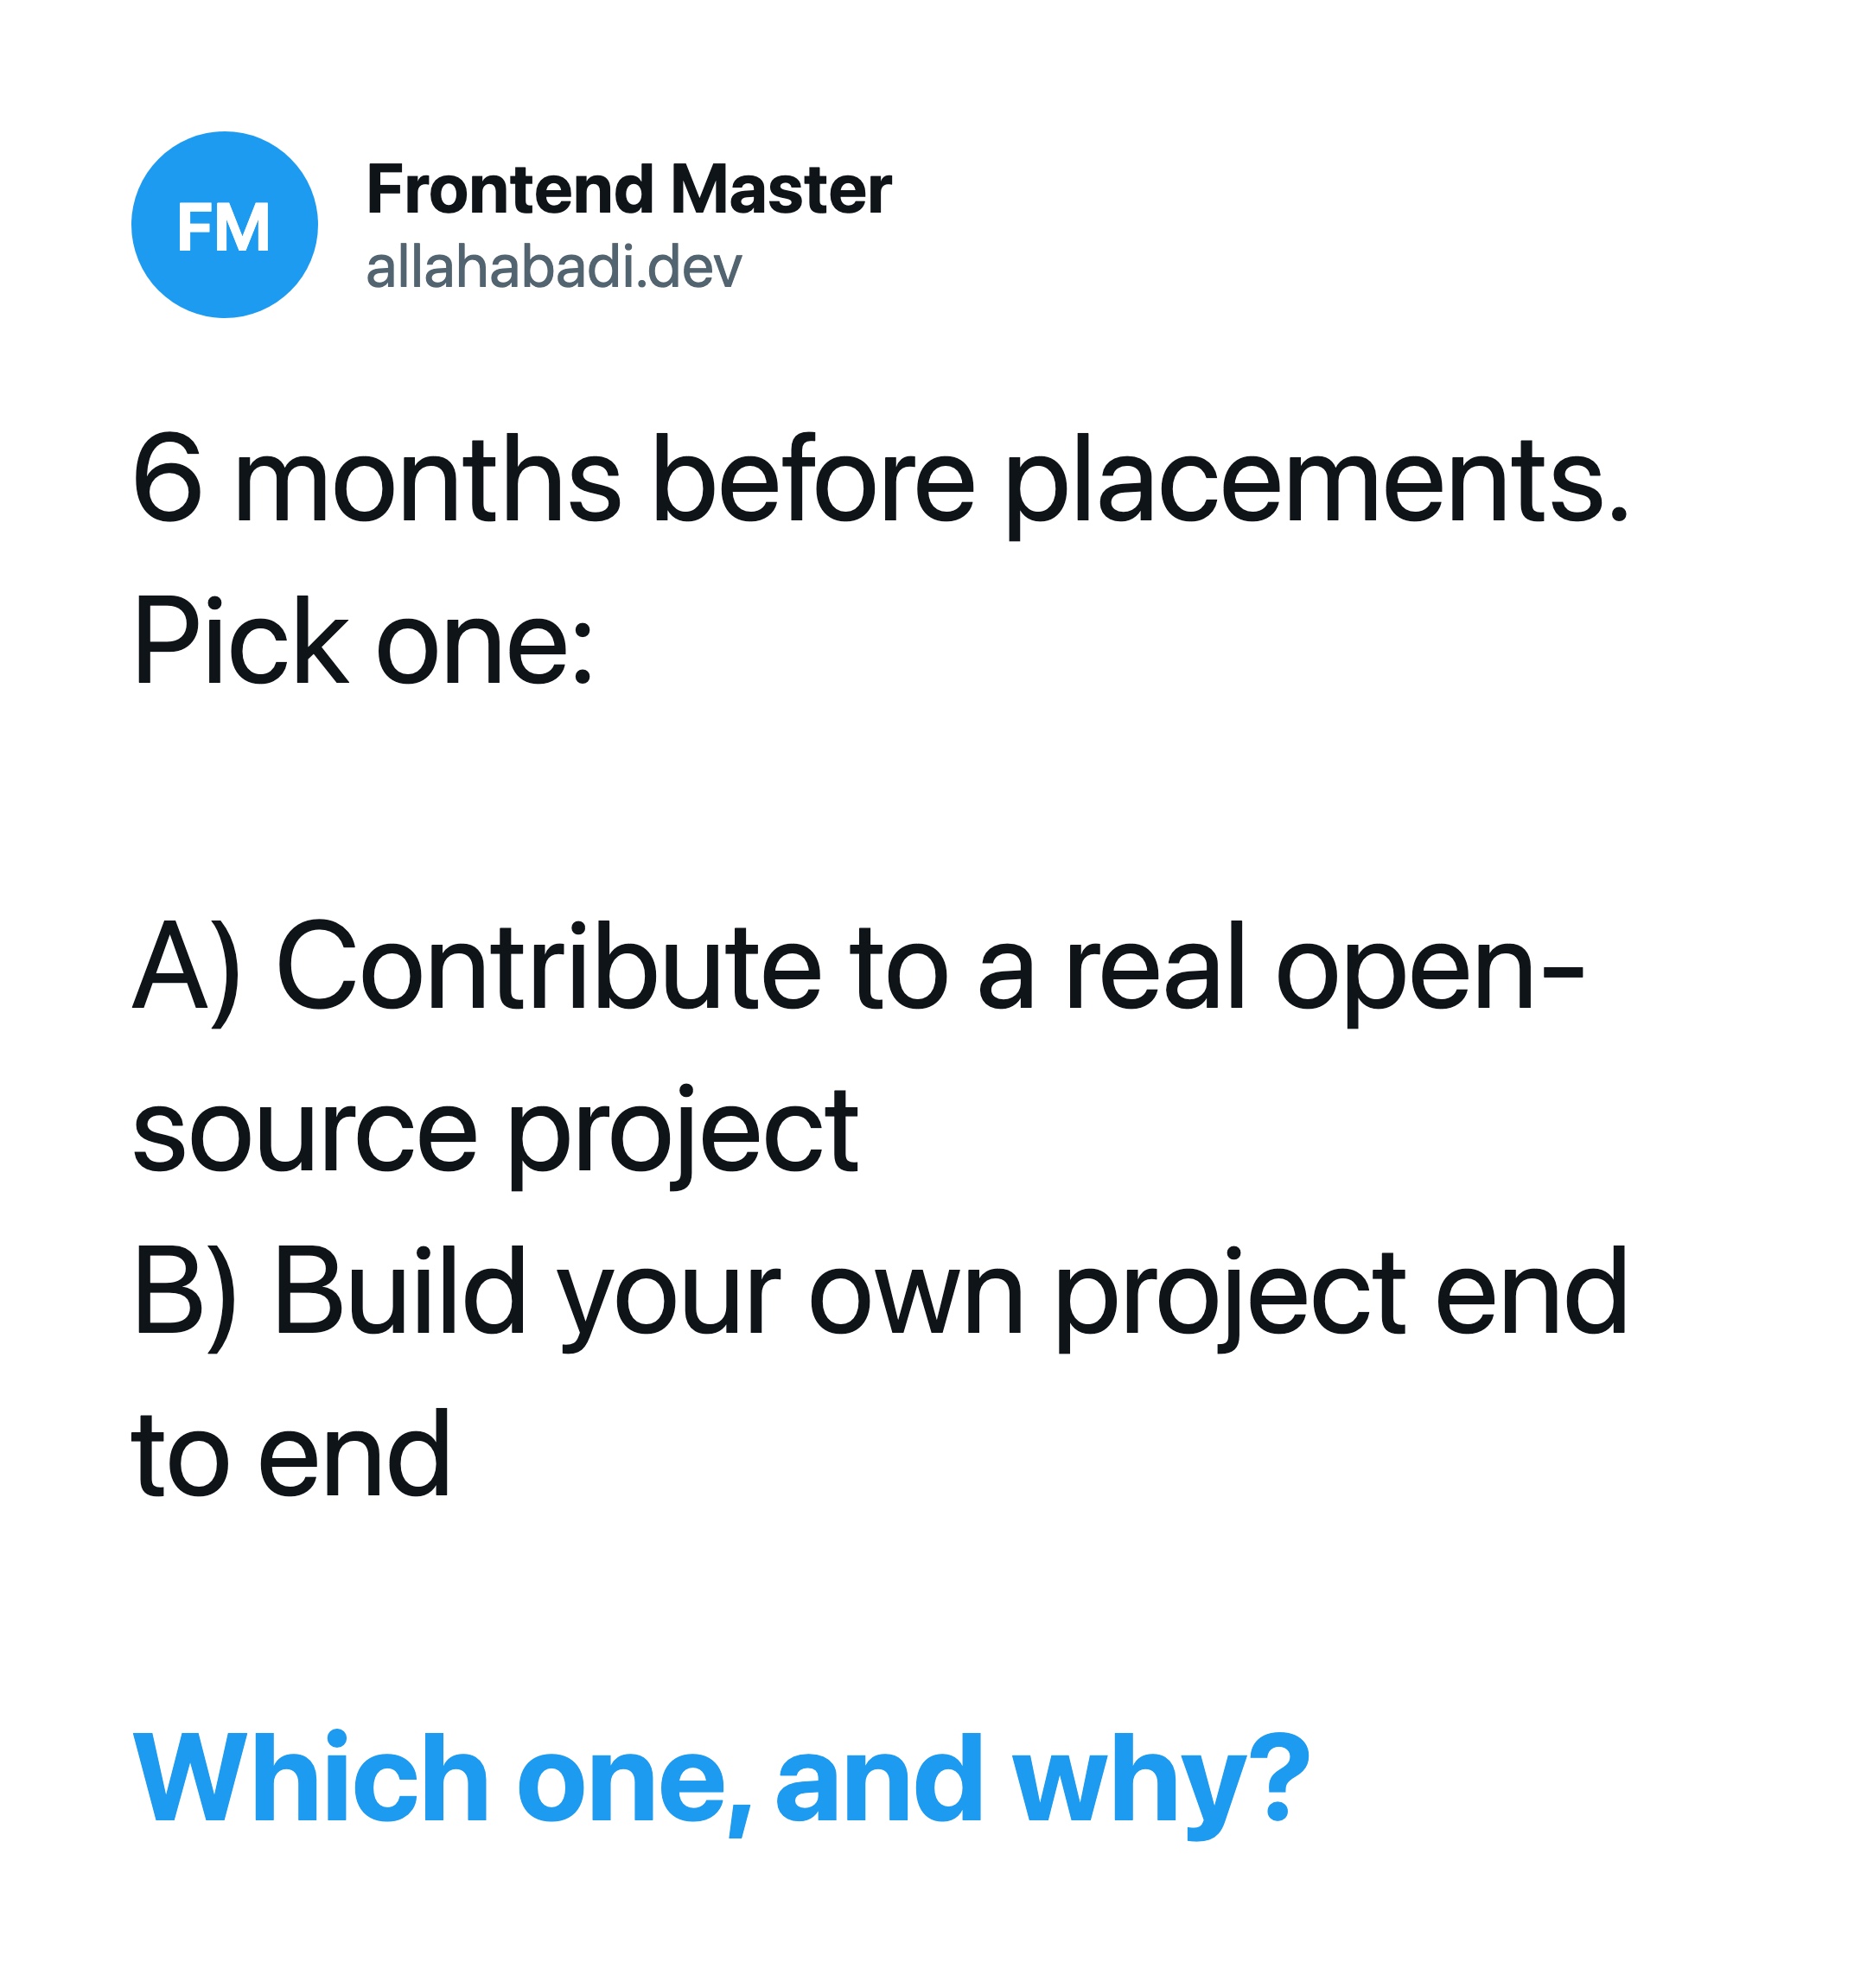 FM
Frontend Master
allahabadi.dev
6 months before placements.
Pick one:
A) Contribute to a real open-
source project
B) Build your own project end
to end
Which one, and why?